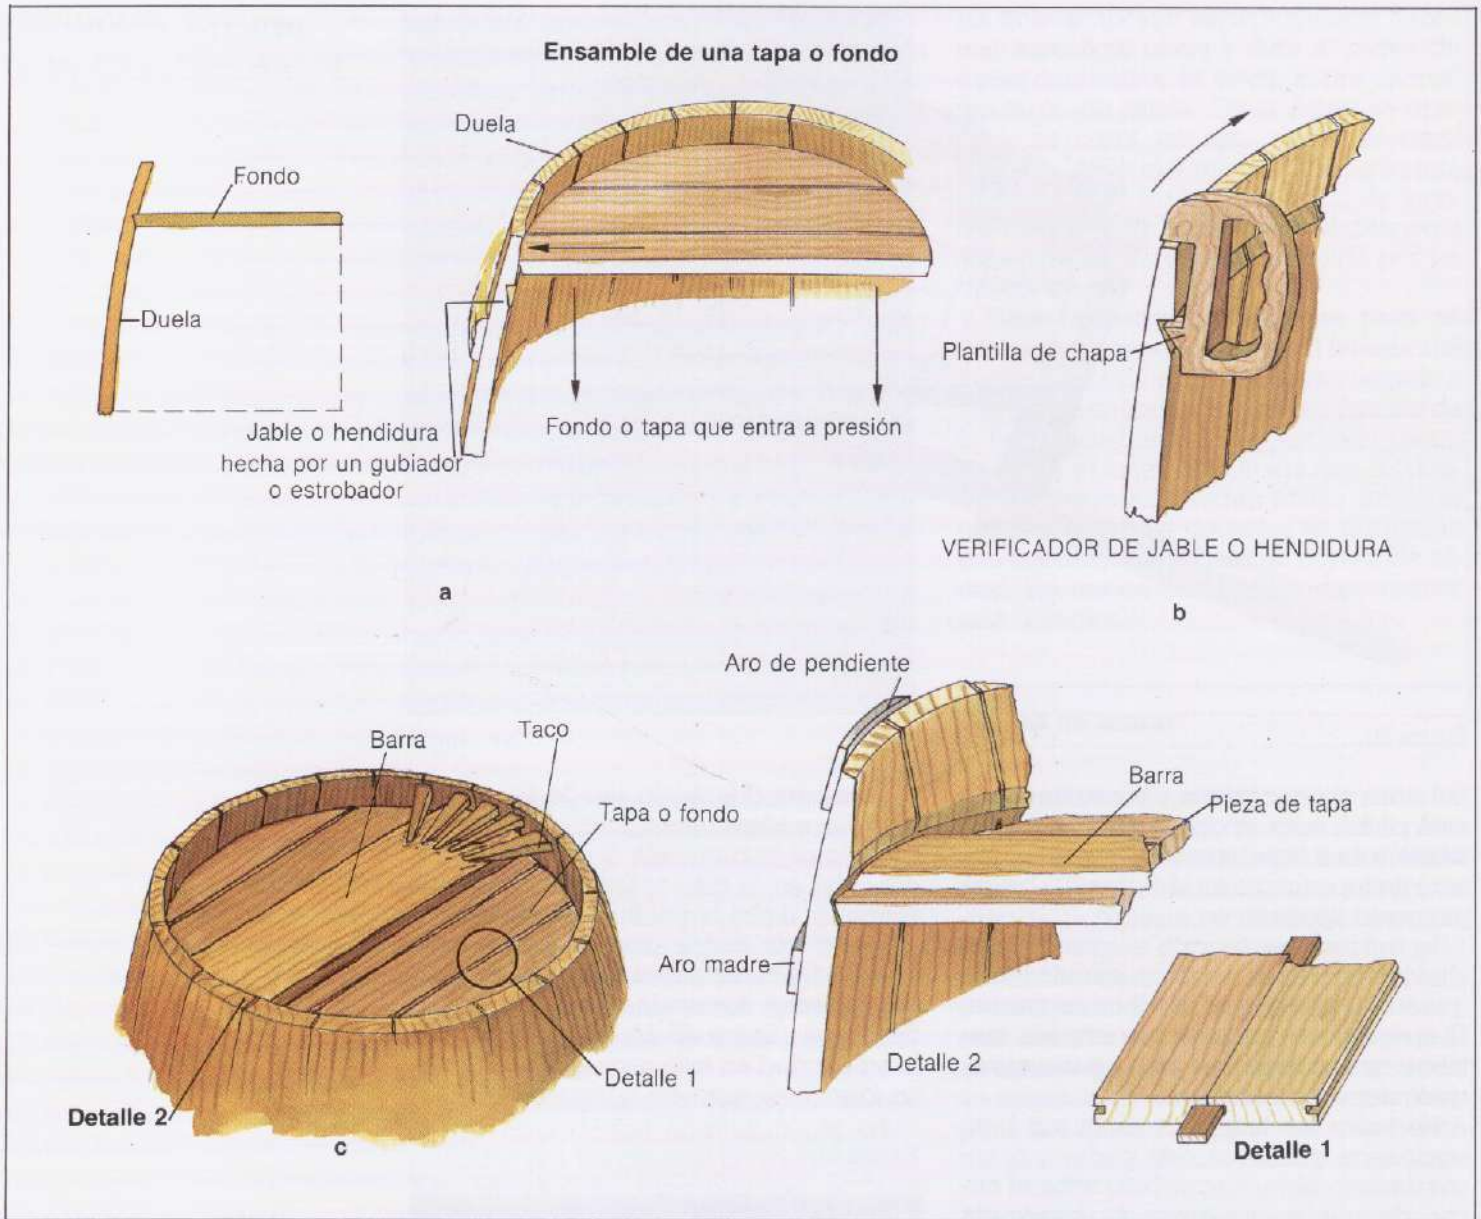 Ensamble de una tapa o fondo
Duela
Fondo
Duela
Jable o hendidura
hecha por un gubiador
o estrobador
Fondo o tapa que entra a presión
a
Plantilla de chapa
VERIFICADOR DE JABLE O HENDIDURA
b
Barra
Taco
Tapa o fondo
Detalle 1
Detalle 2
c
Aro de pendiente
Barra
Pieza de tapa
Aro madre
Detalle 2
Detalle 1